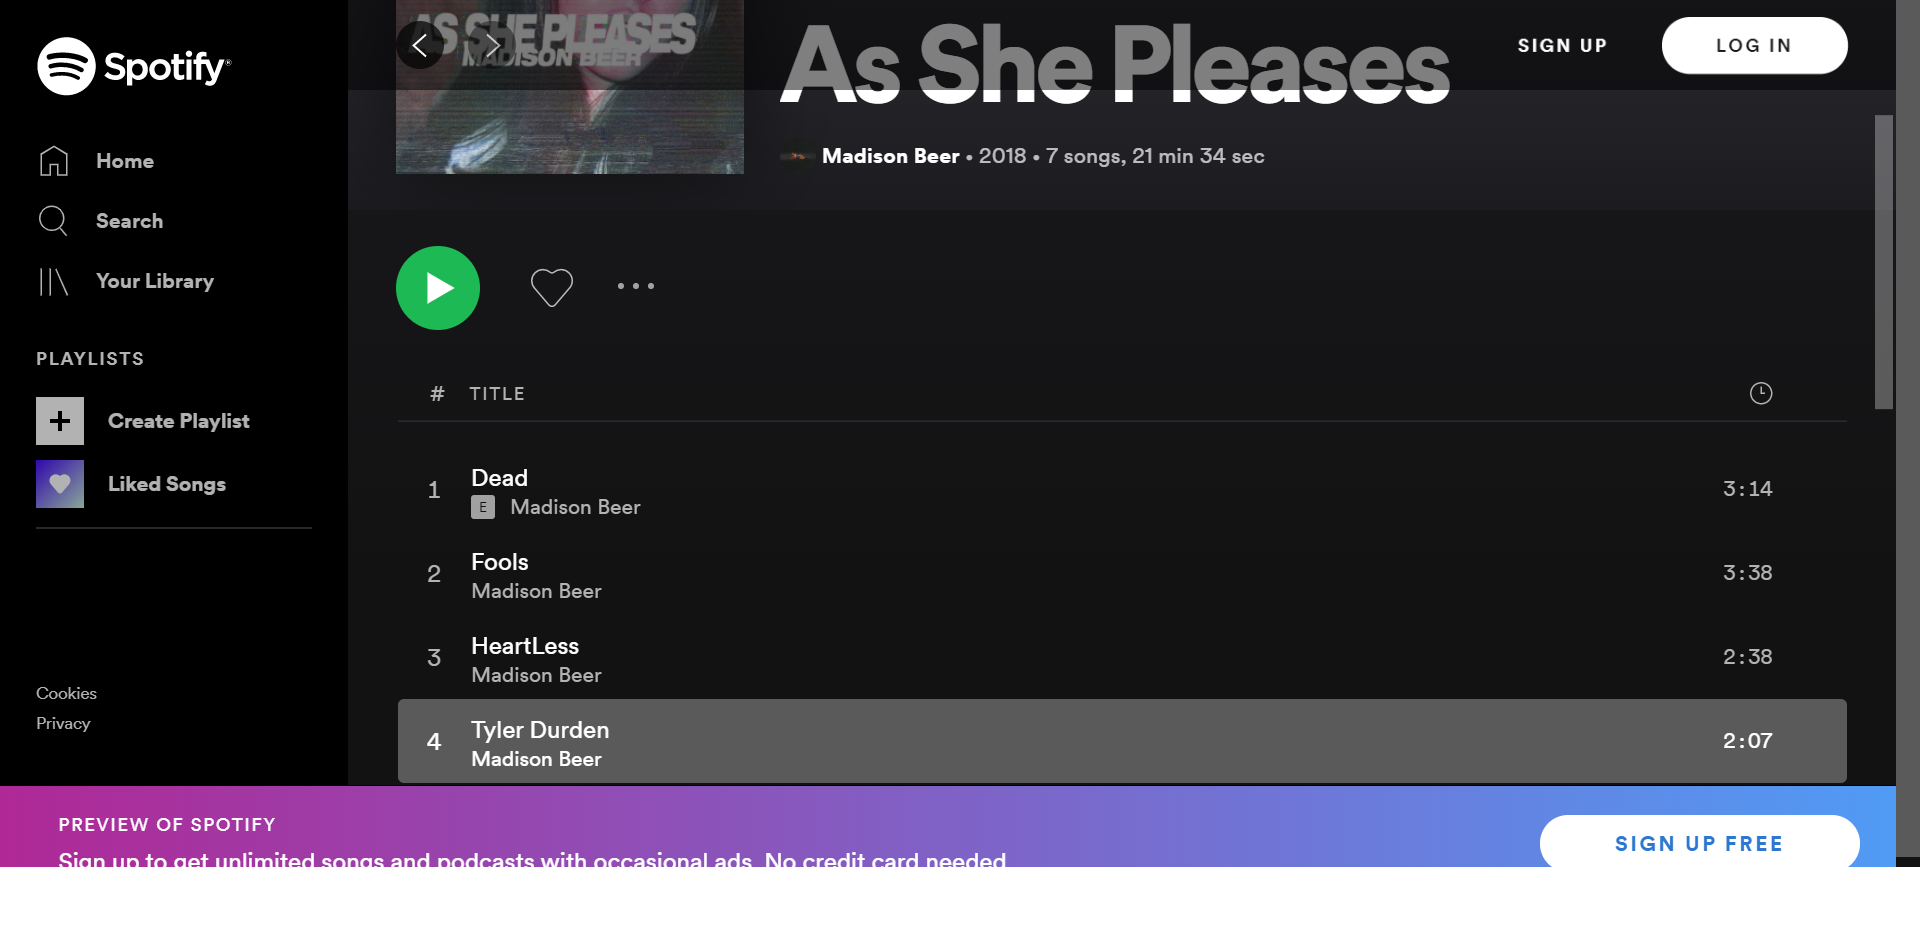 Spotify®
Home
Search
Your Library
PLAYLISTS
Create Playlist
Liked Songs
Cookies
Privacy
AS SHE PLEASES
MADISON BEER
As She Pleases
SIGN UP
LOG IN
Madison Beer • 2018 • 7 songs, 21 min 34 sec
# TITLE
1 Dead 3:14
E Madison Beer
2 Fools 3:38
Madison Beer
3 HeartLess 2:38
Madison Beer
4 Tyler Durden 2:07
Madison Beer
PREVIEW OF SPOTIFY
Sign up to get unlimited songs and podcasts with occasional ads. No credit card needed
SIGN UP FREE